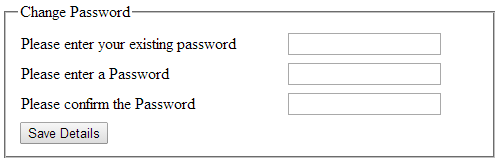 Change Password
Please enter your existing password
Please enter a Password
Please confirm the Password
Save Details